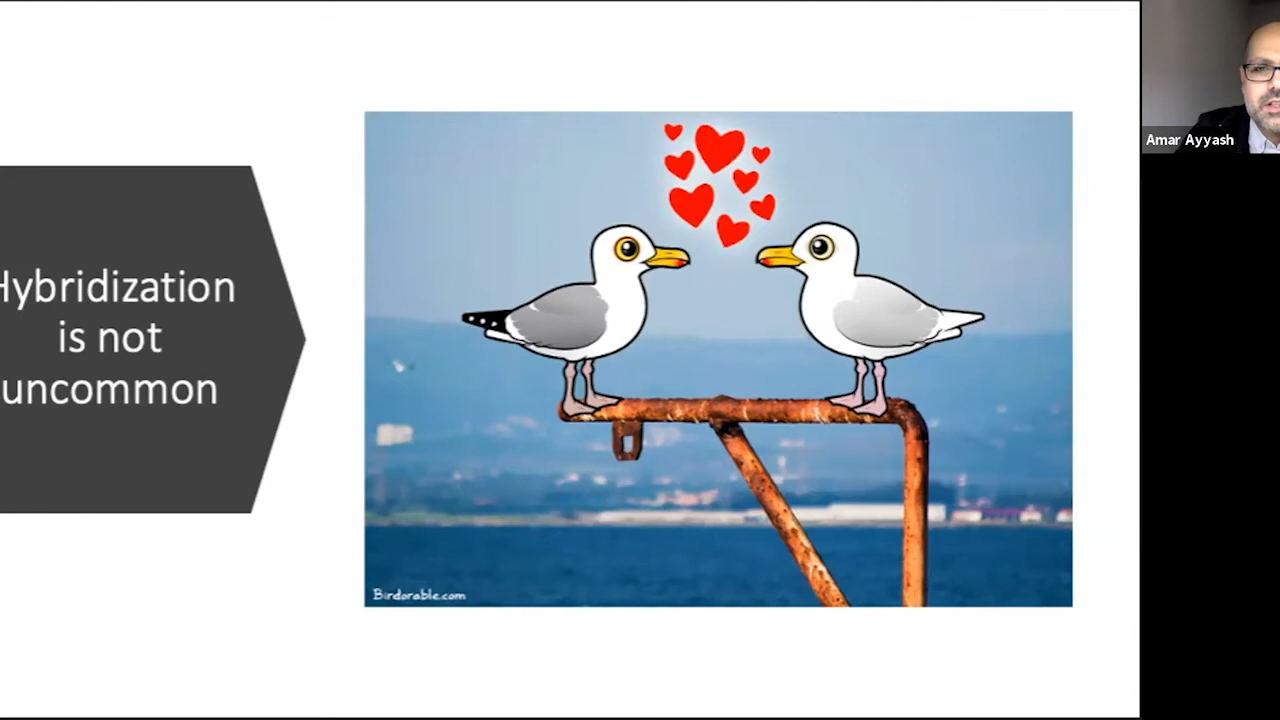 Hybridization
is not
uncommon
Birdorable.com
Amar Ayyash